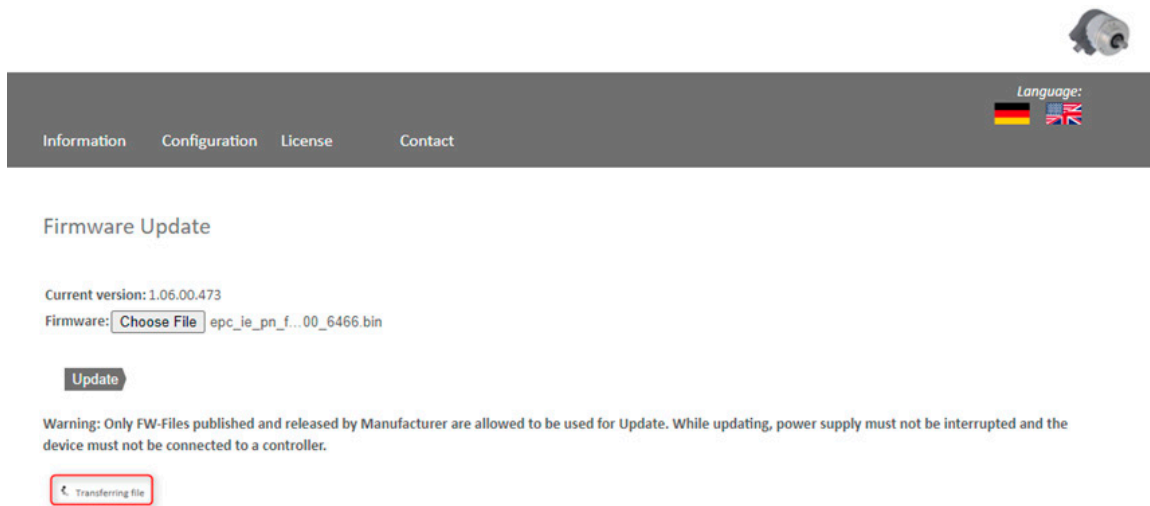 Language:
Information Configuration License Contact
Firmware Update
Current version: 1.06.00.473
Firmware: Choose File epc_ie_pn_f...00_6466.bin
Update
Warning: Only FW-Files published and released by Manufacturer are allowed to be used for Update. While updating, power supply must not be interrupted and the
device must not be connected to a controller.
Transferring file